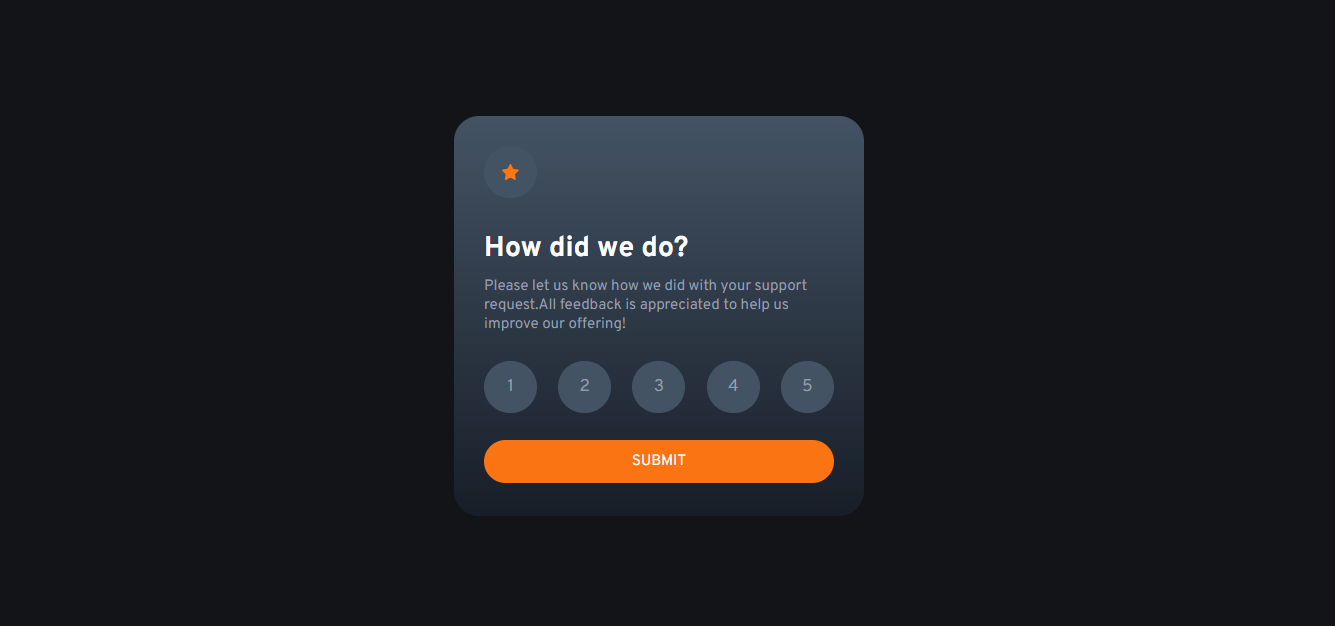 How did we do?
Please let us know how we did with your support
request.All feedback is appreciated to help us
improve our offering!
1 2 3 4 5
SUBMIT